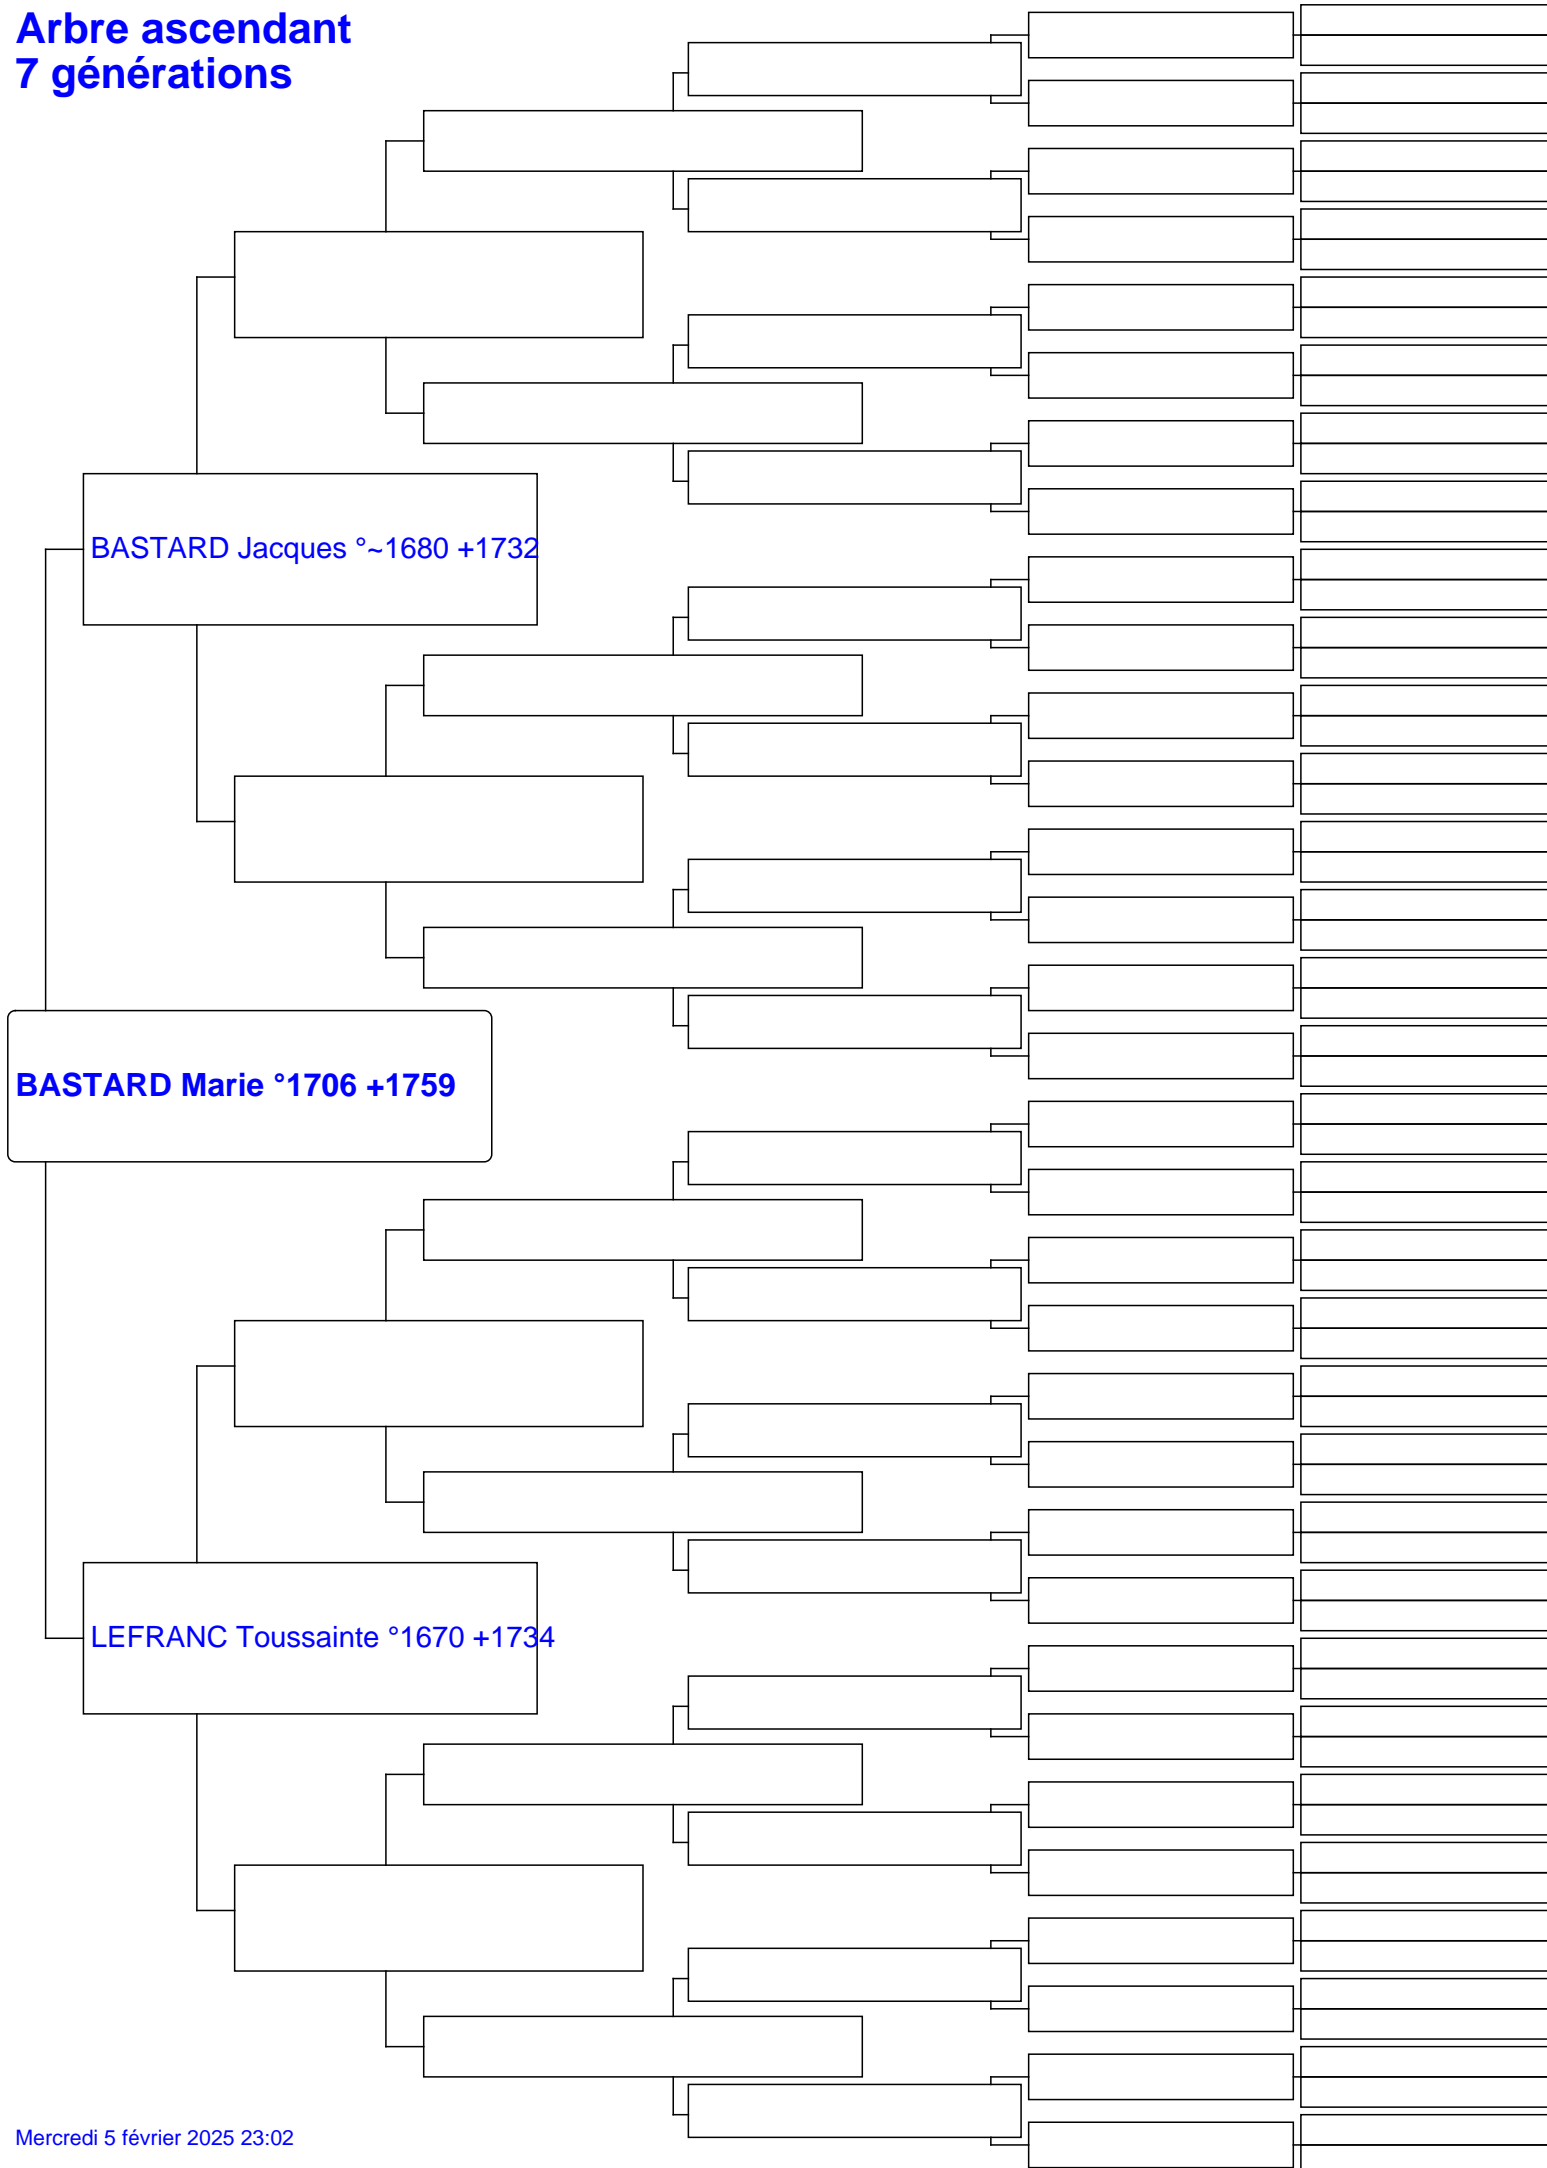 Arbre ascendant
7 générations
BASTARD Jacques °~1680 +1732
BASTARD Marie °1706 +1759
LEFRANC Toussainte °1670 +1734
Mercredi 5 février 2025 23:02